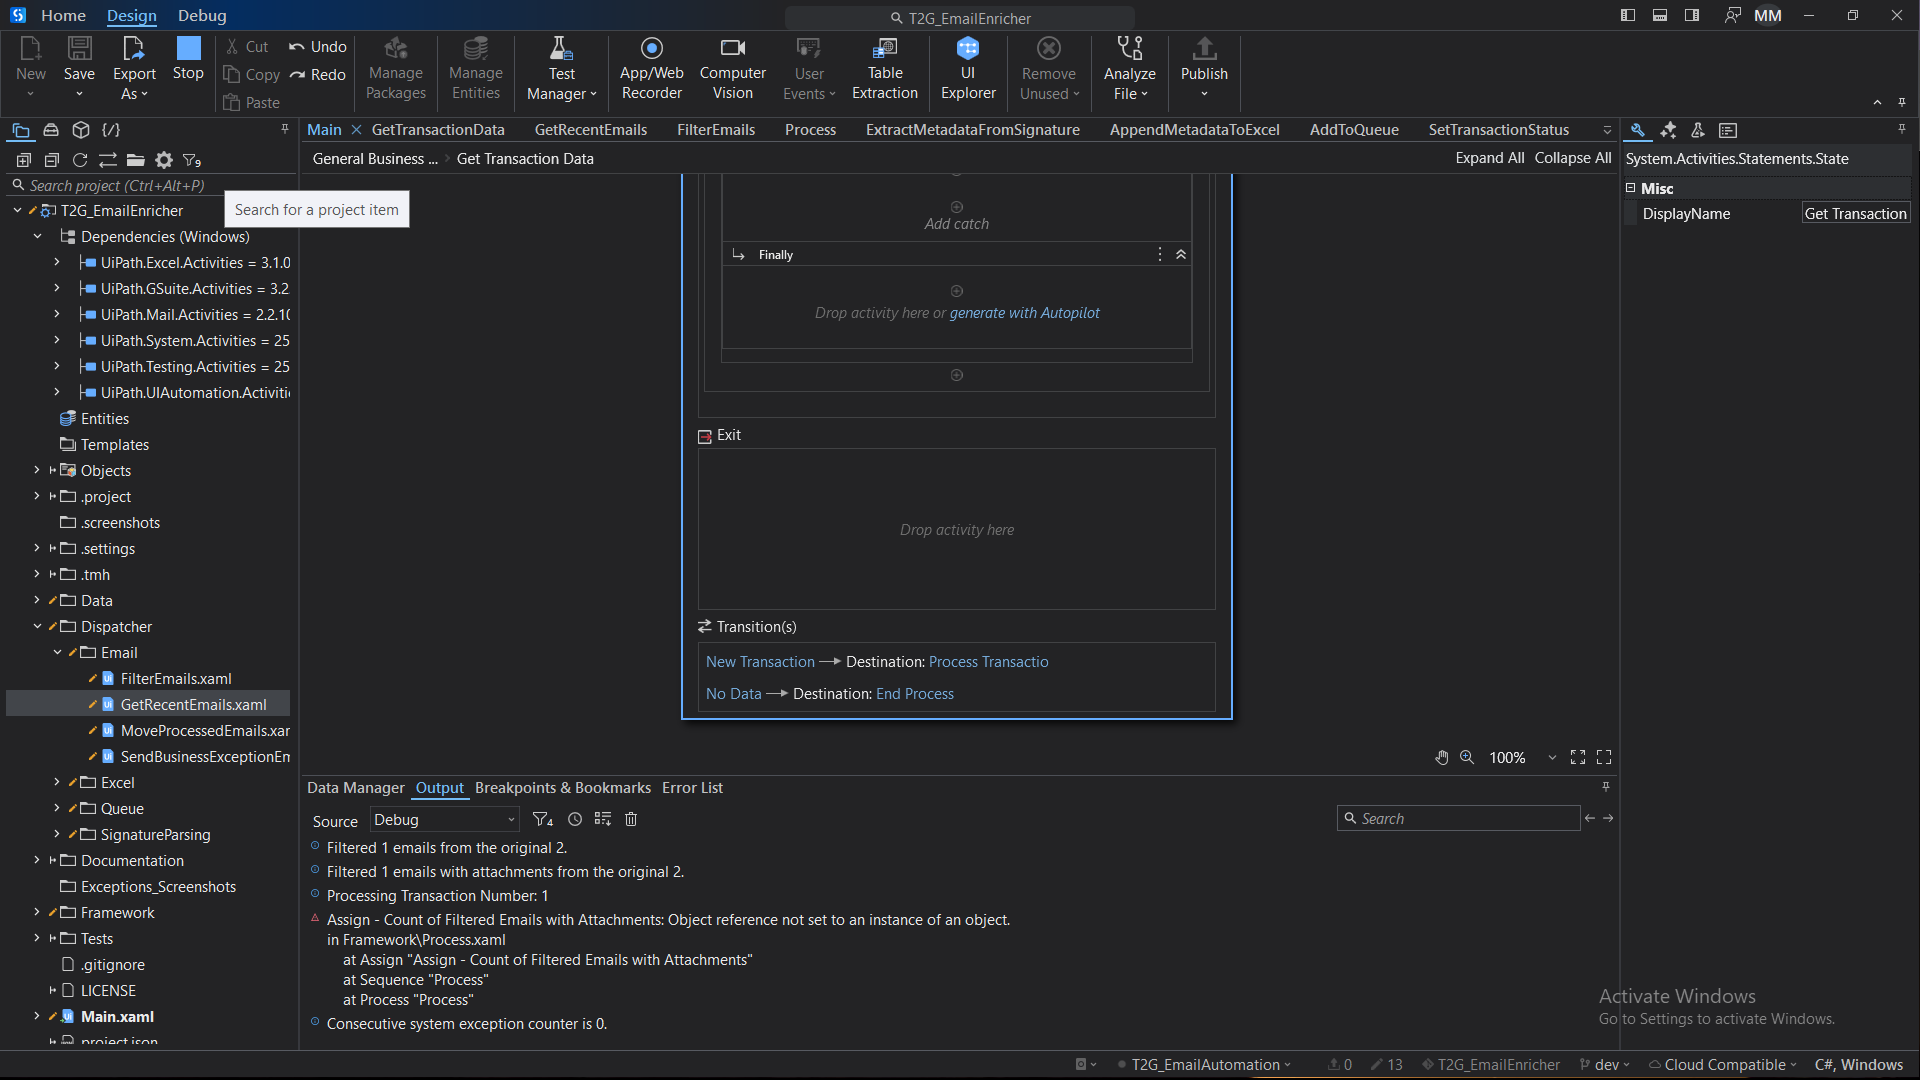 Home Design Debug
T2G_EmailEnricher
MM
New
Save
Export As
Stop
Cut
Copy
Paste
Undo
Redo
Manage Packages
Manage Entities
Test Manager
App/Web Recorder
Computer Vision
User Events
Table Extraction
UI Explorer
Remove Unused
Analyze File
Publish
Main GetTransactionData GetRecentEmails FilterEmails Process ExtractMetadataFromSignature AppendMetadataToExcel AddToQueue SetTransactionStatus
General Business ... > Get Transaction Data
Expand All Collapse All
System.Activities.Statements.State
Misc
DisplayName Get Transaction
9
Search project (Ctrl+Alt+P)
Search for a project item
T2G_EmailEnricher
Dependencies (Windows)
UiPath.Excel.Activities = 3.1.0
UiPath.GSuite.Activities = 3.2.
UiPath.Mail.Activities = 2.2.10
UiPath.System.Activities = 25
UiPath.Testing.Activities = 25
UiPath.UIAutomation.Activiti
Entities
Templates
Objects
.project
.screenshots
.settings
.tmh
Data
Dispatcher
Email
FilterEmails.xaml
GetRecentEmails.xaml
MoveProcessedEmails.xar
SendBusinessExceptionEm
Excel
Queue
SignatureParsing
Documentation
Exceptions_Screenshots
Framework
Tests
.gitignore
LICENSE
Main.xaml
project.json
Add catch
Finally
Drop activity here or generate with Autopilot
Exit
Drop activity here
Transition(s)
New Transaction Destination: Process Transactio
No Data Destination: End Process
100%
Data Manager Output Breakpoints & Bookmarks Error List
Source Debug 4
Search
Filtered 1 emails from the original 2.
Filtered 1 emails with attachments from the original 2.
Processing Transaction Number: 1
Assign - Count of Filtered Emails with Attachments: Object reference not set to an instance of an object.
in Framework\Process.xaml
at Assign "Assign - Count of Filtered Emails with Attachments"
at Sequence "Process"
at Process "Process"
Consecutive system exception counter is 0.
Activate Windows
Go to Settings to activate Windows.
T2G_EmailAutomation 0 13 T2G_EmailEnricher dev Cloud Compatible C#, Windows